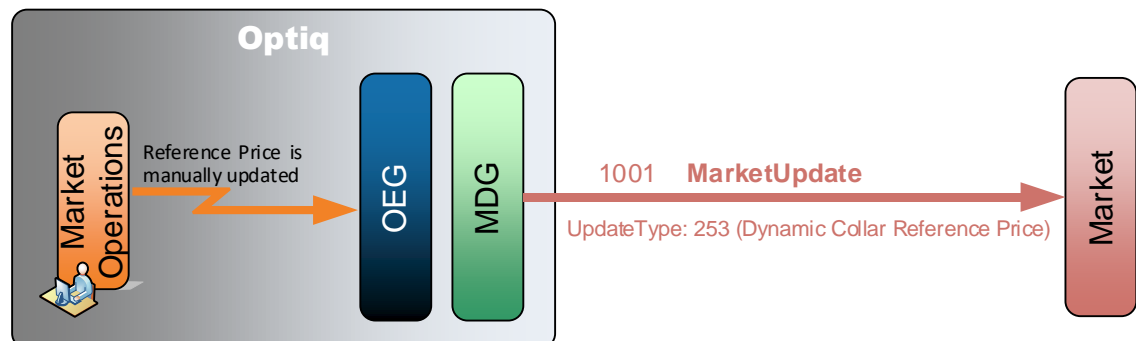 Optiq
Market
Operations
Reference Price is
manually updated
OEG
MDG
1001 MarketUpdate
UpdateType: 253 (Dynamic Collar Reference Price)
Market